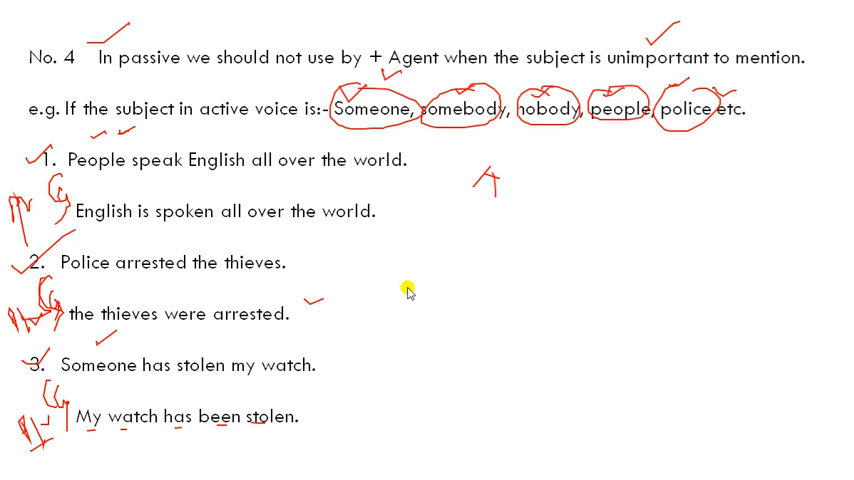 No. 4 In passive we should not use by + Agent when the subject is unimportant to mention.
e.g. If the subject in active voice is:- Someone, somebody, nobody, people, police etc.
1. People speak English all over the world.
English is spoken all over the world.
2. Police arrested the thieves.
the thieves were arrested.
3. Someone has stolen my watch.
My watch has been stolen.